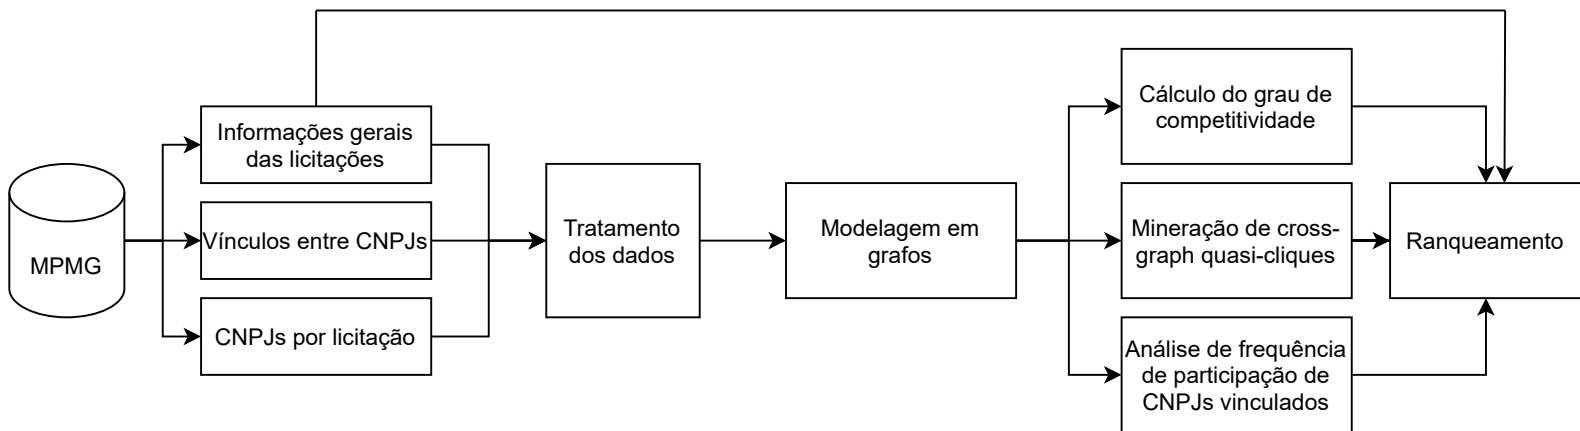 MPMG
Informações gerais
das licitações
Vínculos entre CNPJs
CNPJs por licitação
Tratamento
dos dados
Modelagem em
grafos
Cálculo do grau de
competitividade
Mineração de cross-
graph quasi-cliques
Análise de frequência
de participação de
CNPJs vinculados
Ranqueamento